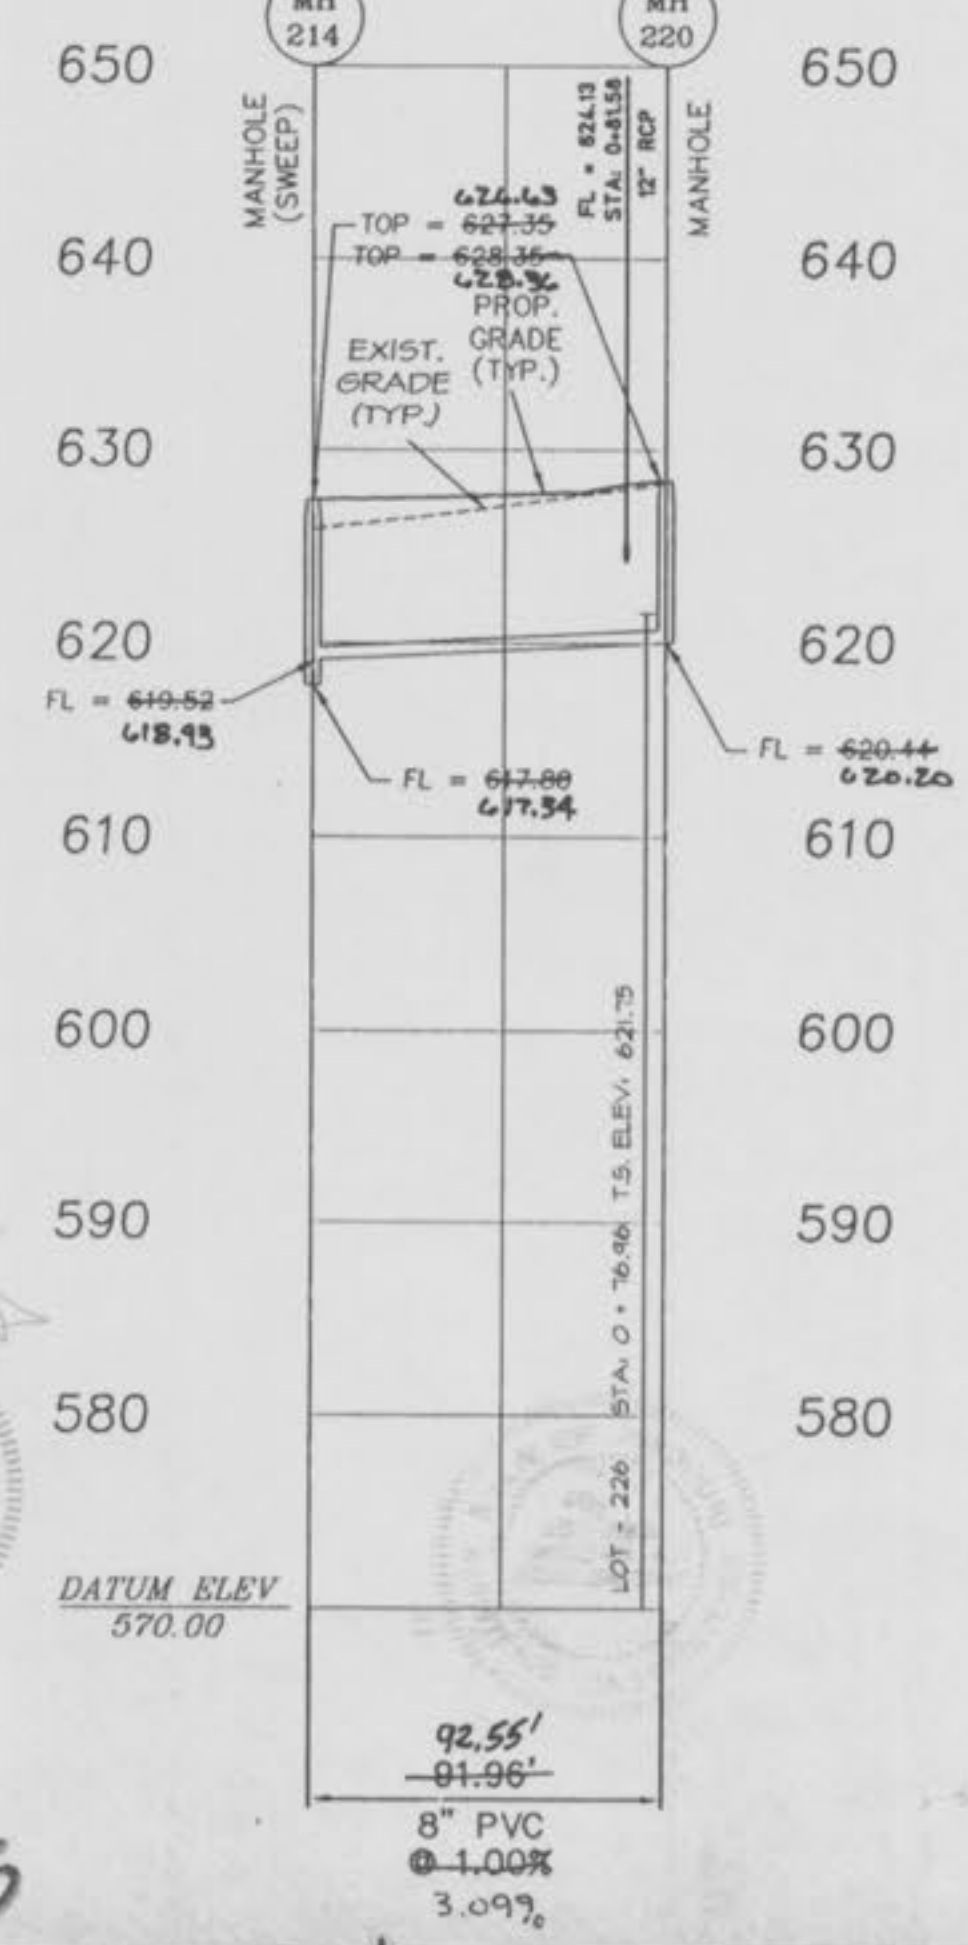 MH
214
MH
220
650
650
MANHOLE
(SWEEP)
FL = 624.13
STA: 0+81.58
12" RCP
MANHOLE
626.63
TOP = 627.35
640
TOP = 628.35
640
628.36
PROP.
GRADE
(TYP.)
EXIST.
GRADE
(TYP.)
630
630
620
620
FL = 619.52
618.93
FL = 620.44
620.20
FL = 617.80
617.34
610
610
600
600
590
590
580
580
LOT - 226 STA: 0 + 76.96 T.S. ELEV. 621.75
DATUM ELEV
570.00
92.55'
91.96'
8" PVC
@ 1.00%
3.09%